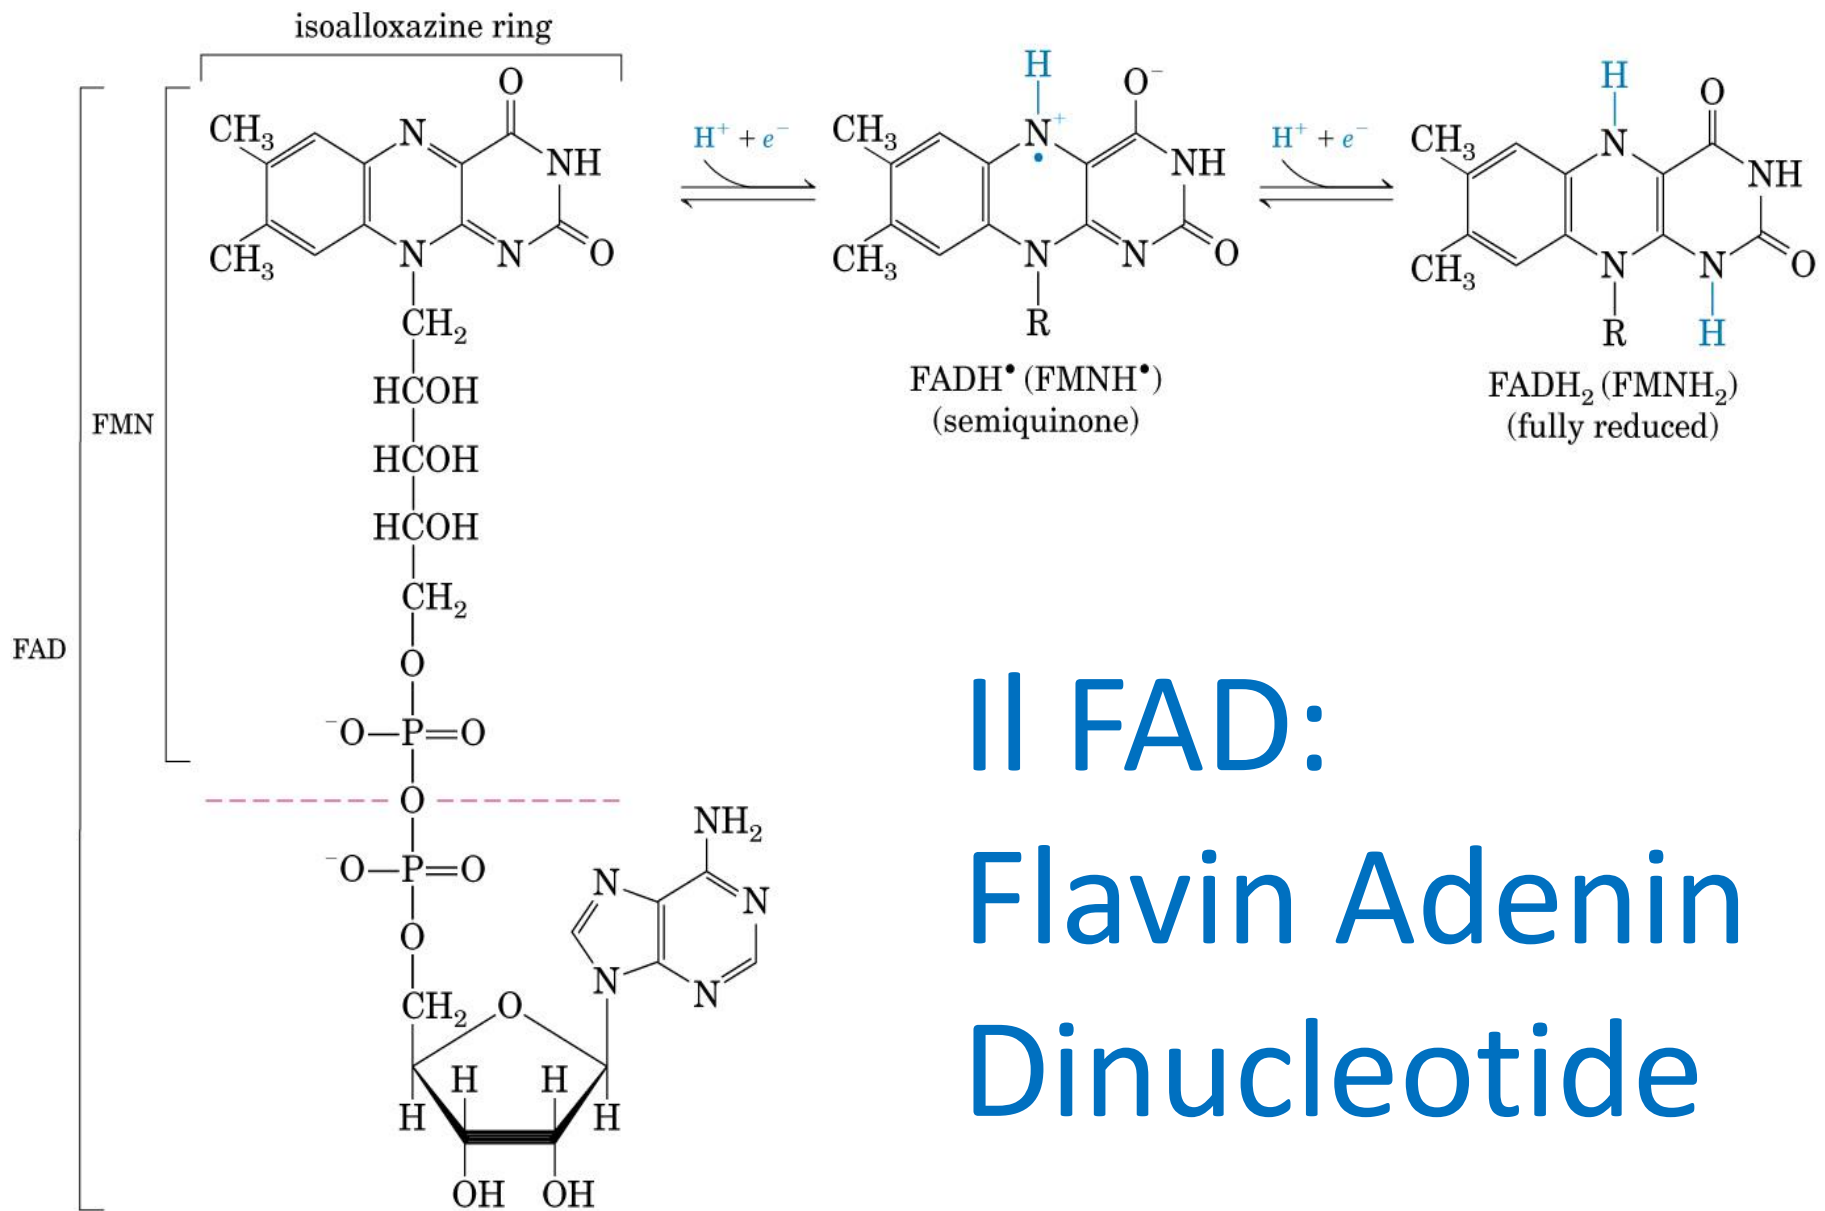 isoalloxazine ring
O
CH₃
N
NH
CH₃
N
N
O
CH₂
HCOH
HCOH
HCOH
CH₂
O
⁻O—P=O
O
⁻O—P=O
O
CH₂
O
H
H
H
H
OH
OH
NH₂
N
N
N
N
FMN
FAD
H⁺ + e⁻
H
O⁻
CH₃
N⁺
•
NH
CH₃
N
N
O
R
FADH• (FMNH•)
(semiquinone)
H⁺ + e⁻
H
O
CH₃
N
NH
CH₃
N
N
O
R
H
FADH₂ (FMNH₂)
(fully reduced)
Il FAD:
Flavin Adenin
Dinucleotide